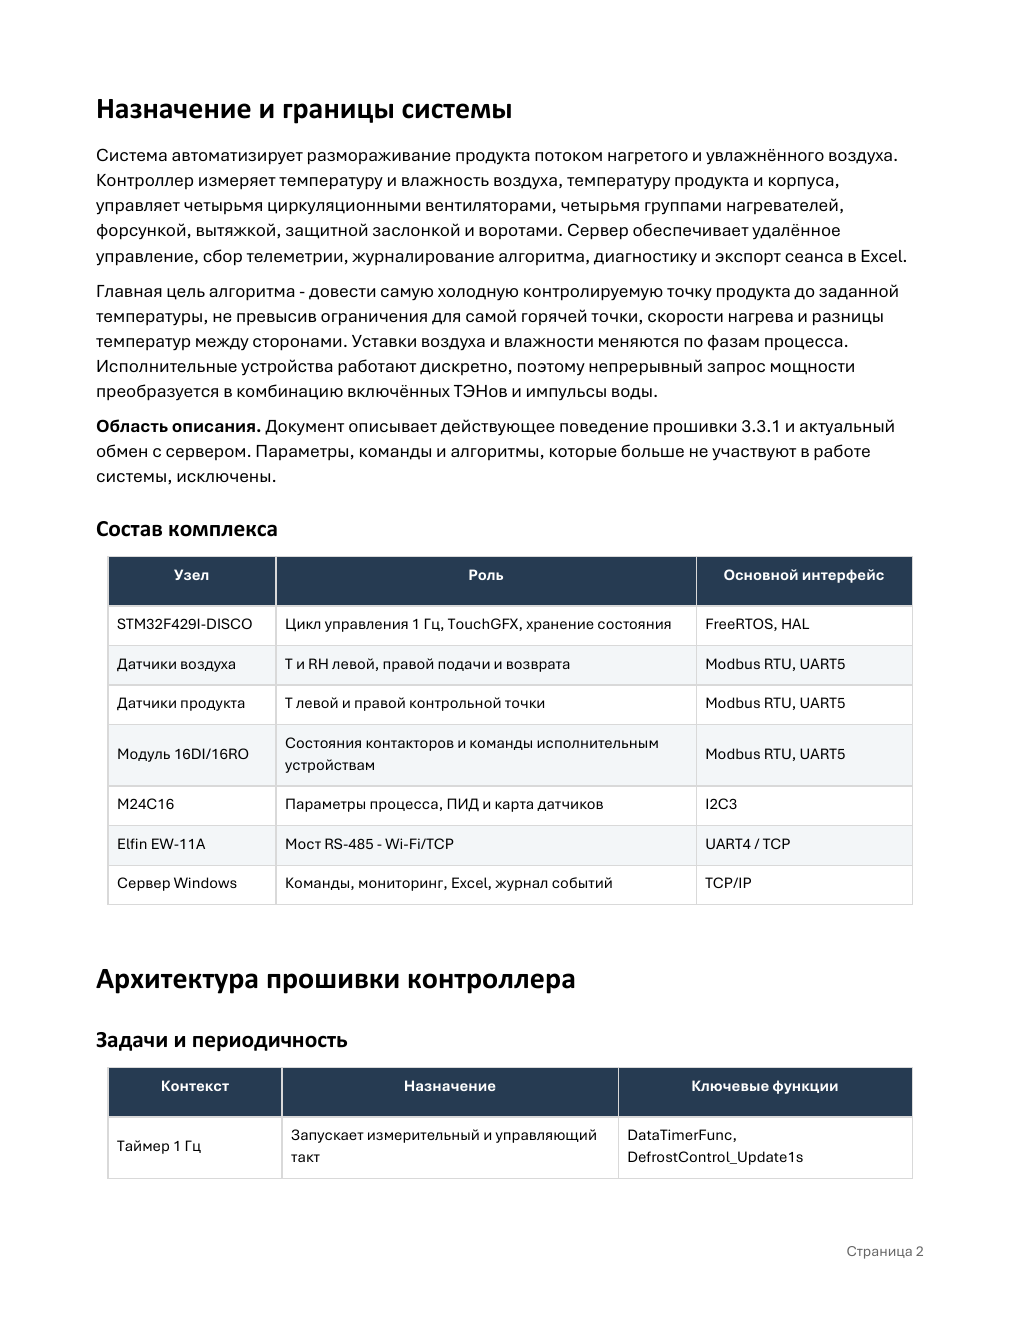 Назначение и границы системы
Система автоматизирует размораживание продукта потоком нагретого и увлажнённого воздуха.
Контроллер измеряет температуру и влажность воздуха, температуру продукта и корпуса,
управляет четырьмя циркуляционными вентиляторами, четырьмя группами нагревателей,
форсункой, вытяжкой, защитной заслонкой и воротами. Сервер обеспечивает удалённое
управление, сбор телеметрии, журналирование алгоритма, диагностику и экспорт сеанса в Excel.
Главная цель алгоритма - довести самую холодную контролируемую точку продукта до заданной
температуры, не превысив ограничения для самой горячей точки, скорости нагрева и разницы
температур между сторонами. Уставки воздуха и влажности меняются по фазам процесса.
Исполнительные устройства работают дискретно, поэтому непрерывный запрос мощности
преобразуется в комбинацию включённых ТЭНов и импульсы воды.
Область описания. Документ описывает действующее поведение прошивки 3.3.1 и актуальный
обмен с сервером. Параметры, команды и алгоритмы, которые больше не участвуют в работе
системы, исключены.
Состав комплекса
Узел Роль Основной интерфейс
STM32F429I-DISCO Цикл управления 1 Гц, TouchGFX, хранение состояния FreeRTOS, HAL
Датчики воздуха T и RH левой, правой подачи и возврата Modbus RTU, UART5
Датчики продукта T левой и правой контрольной точки Modbus RTU, UART5
Модуль 16DI/16RO Состояния контакторов и команды исполнительным
устройствам Modbus RTU, UART5
M24C16 Параметры процесса, ПИД и карта датчиков I2C3
Elfin EW-11A Мост RS-485 - Wi-Fi/TCP UART4 / TCP
Сервер Windows Команды, мониторинг, Excel, журнал событий TCP/IP
Архитектура прошивки контроллера
Задачи и периодичность
Контекст Назначение Ключевые функции
Таймер 1 Гц Запускает измерительный и управляющий
такт DataTimerFunc,
DefrostControl_Update1s
Страница 2